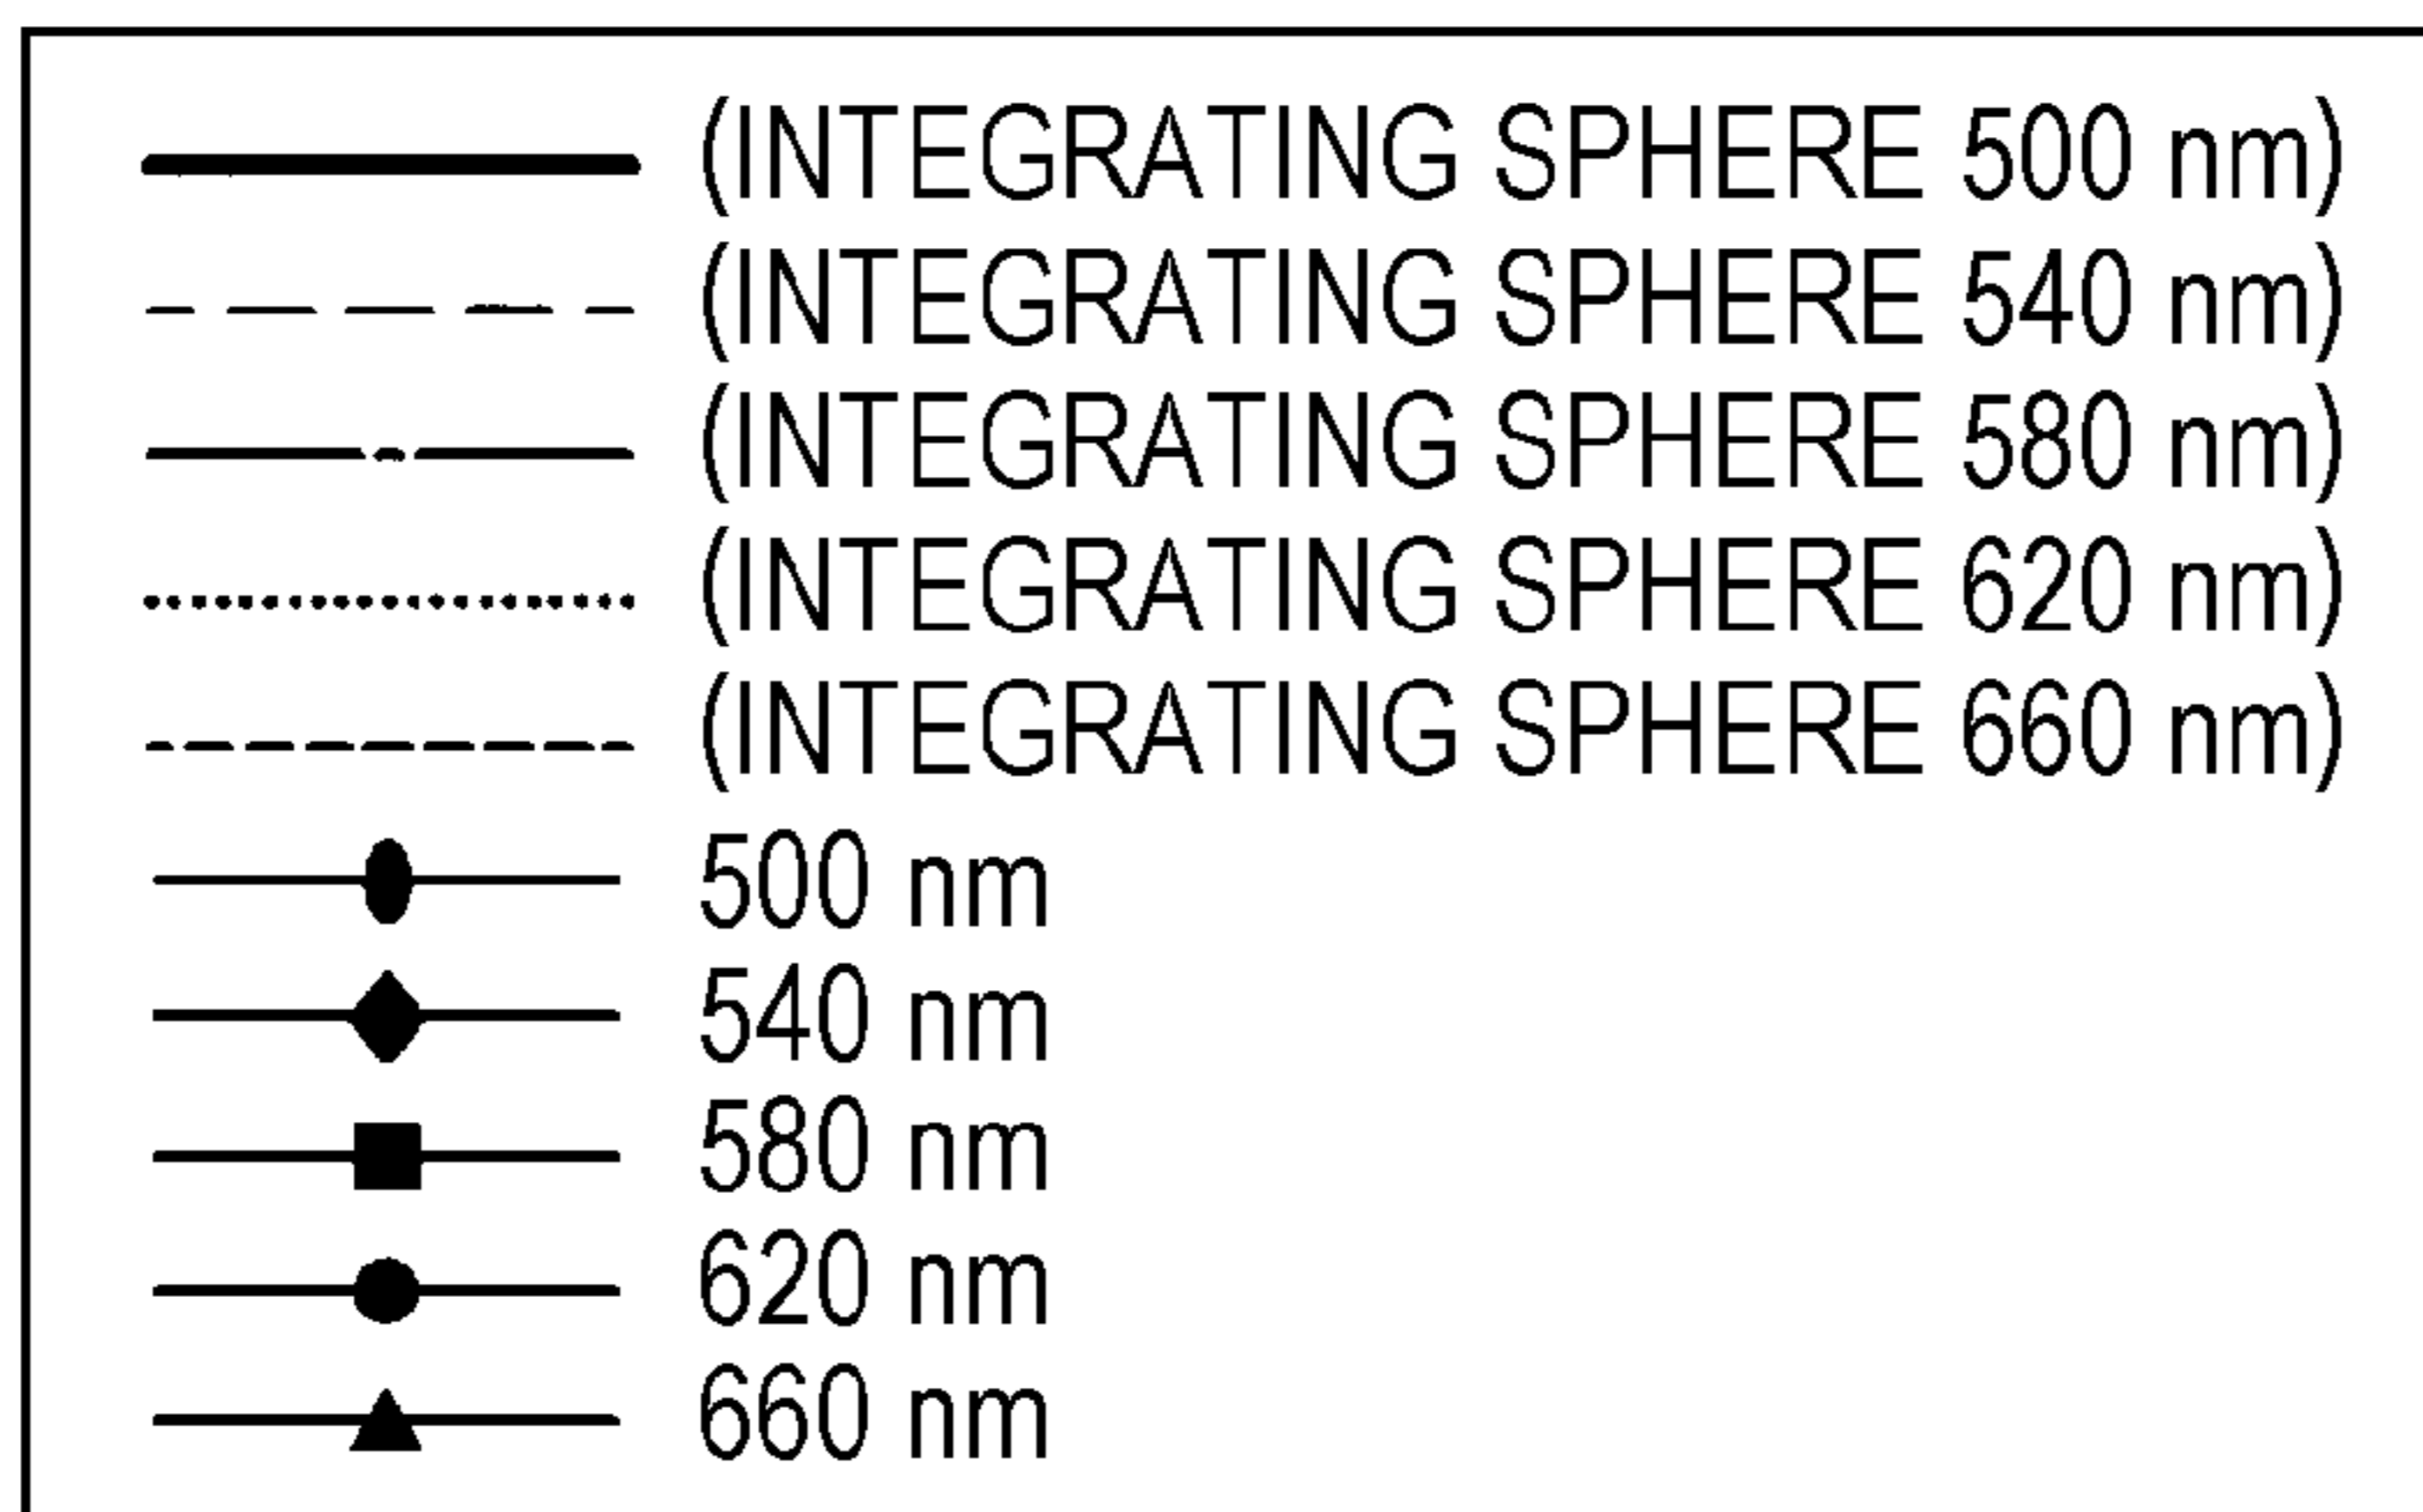 (INTEGRATING SPHERE 500 nm)
(INTEGRATING SPHERE 540 nm)
(INTEGRATING SPHERE 580 nm)
(INTEGRATING SPHERE 620 nm)
(INTEGRATING SPHERE 660 nm)
500 nm
540 nm
580 nm
620 nm
660 nm